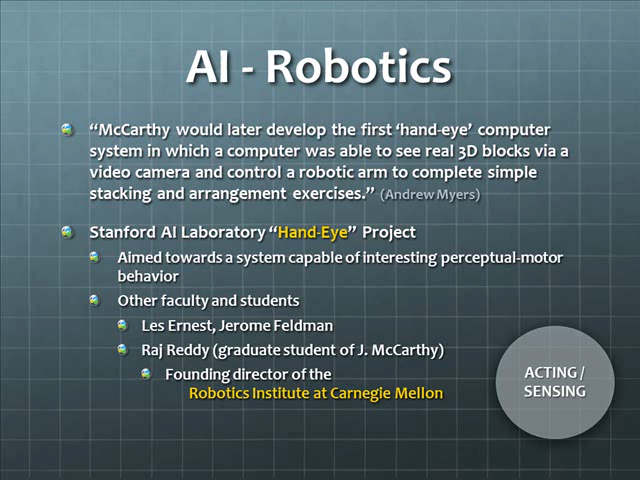 AI - Robotics
“McCarthy would later develop the first ‘hand-eye’ computer
system in which a computer was able to see real 3D blocks via a
video camera and control a robotic arm to complete simple
stacking and arrangement exercises.” (Andrew Myers)
Stanford AI Laboratory “Hand-Eye” Project
Aimed towards a system capable of interesting perceptual-motor
behavior
Other faculty and students
Les Ernest, Jerome Feldman
Raj Reddy (graduate student of J. McCarthy)
Founding director of the
Robotics Institute at Carnegie Mellon
ACTING /
SENSING